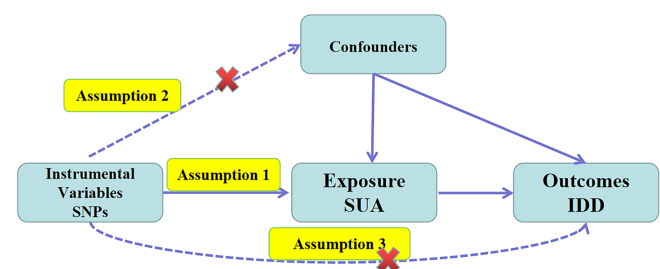 Confounders
Assumption 2
Instrumental
Variables
SNPs
Assumption 1
Exposure
SUA
Outcomes
IDD
Assumption 3